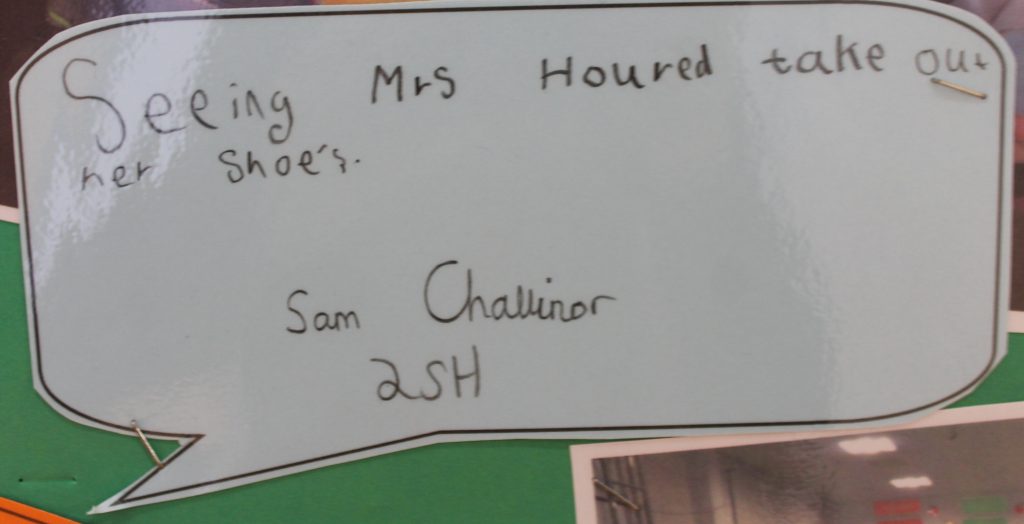 Seeing Mrs Houred take out
her Shoe's.
Sam Challinor
2SH